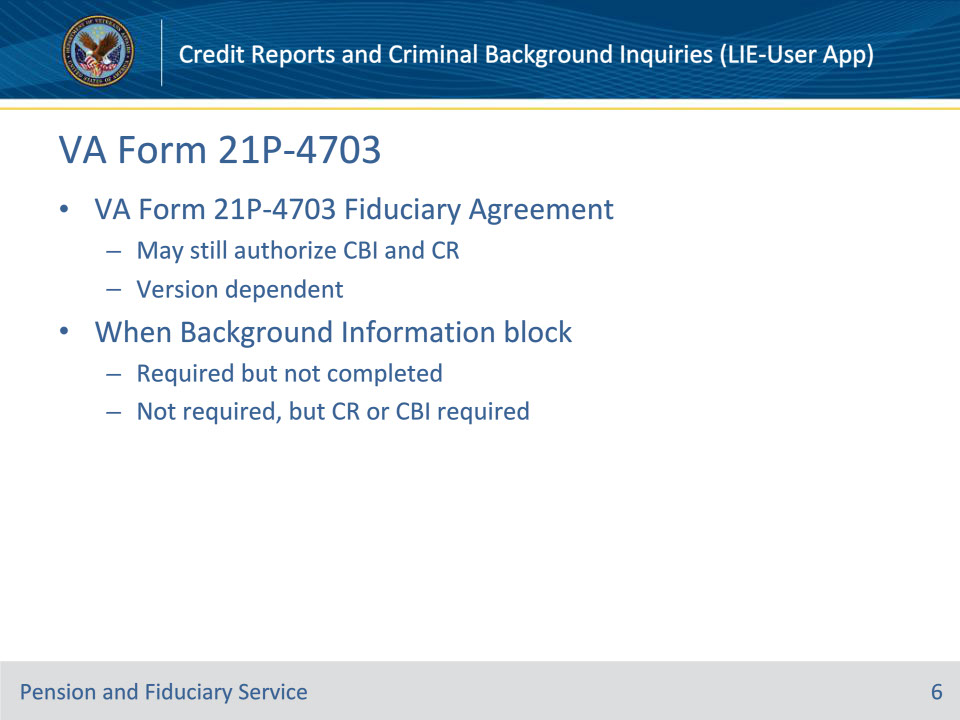 Credit Reports and Criminal Background Inquiries (LIE-User App)
VA Form 21P-4703
• VA Form 21P-4703 Fiduciary Agreement
– May still authorize CBI and CR
– Version dependent
• When Background Information block
– Required but not completed
– Not required, but CR or CBI required
Pension and Fiduciary Service
6